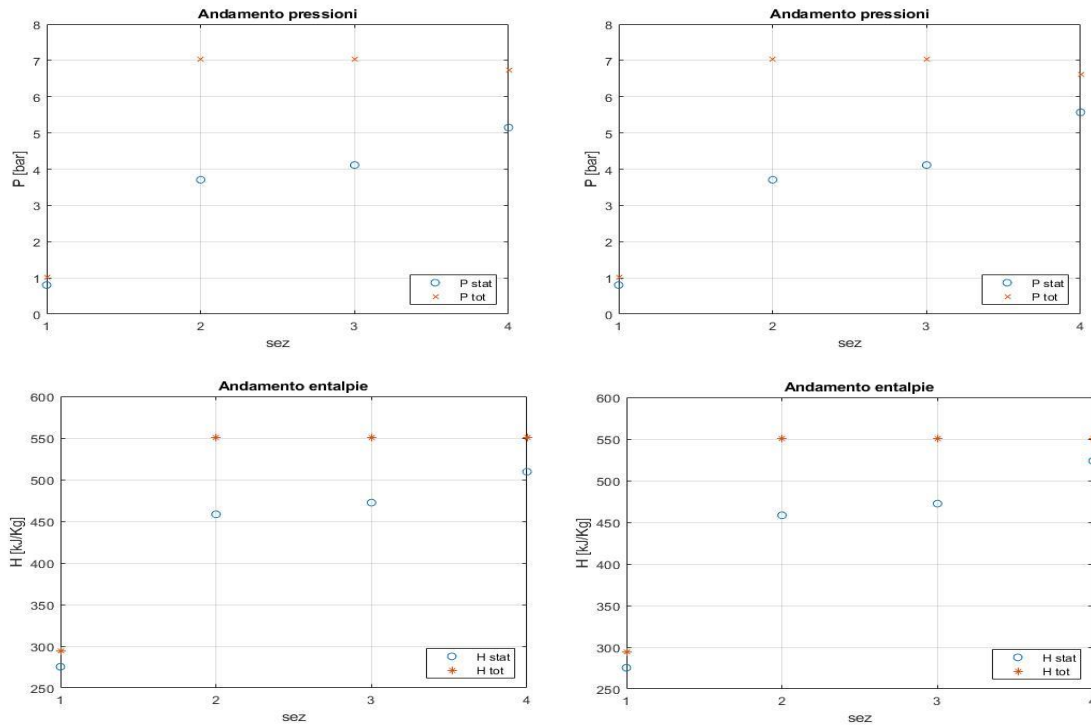 Andamento pressioni
8
7
6
5
4
3
2
1
0
P [bar]
P stat
P tot
1 2 3 4
sez
Andamento pressioni
8
7
6
5
4
3
2
1
0
P [bar]
P stat
P tot
1 2 3 4
sez
Andamento entalpie
600
550
500
450
400
350
300
250
H [kJ/Kg]
H stat
H tot
1 2 3 4
sez
Andamento entalpie
600
550
500
450
400
350
300
250
H [kJ/Kg]
H stat
H tot
1 2 3 4
sez